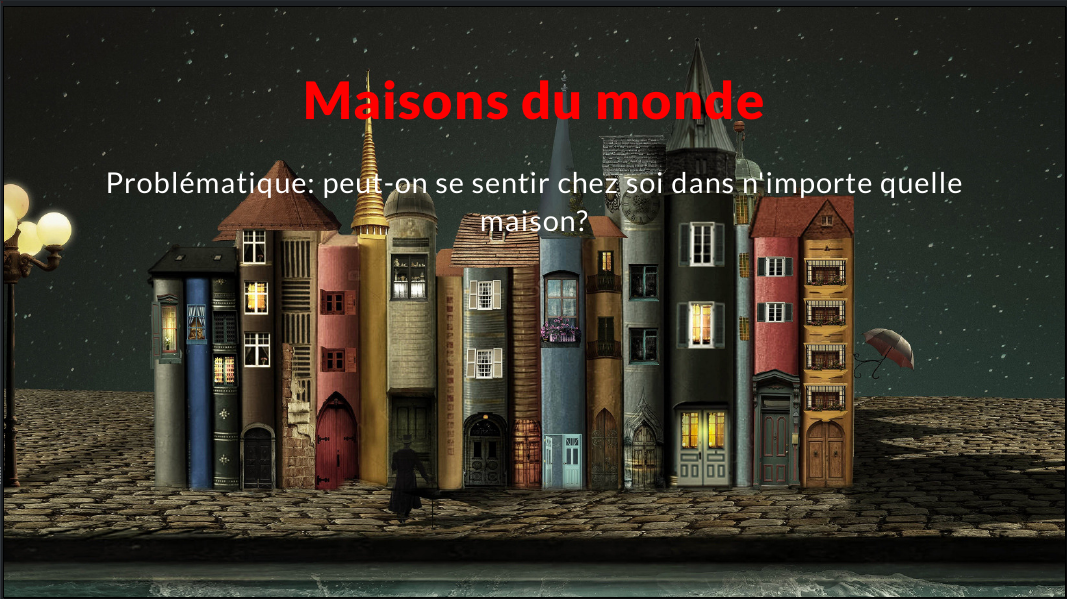 Maisons du monde
Problématique: peut-on se sentir chez soi dans n'importe quelle
maison?